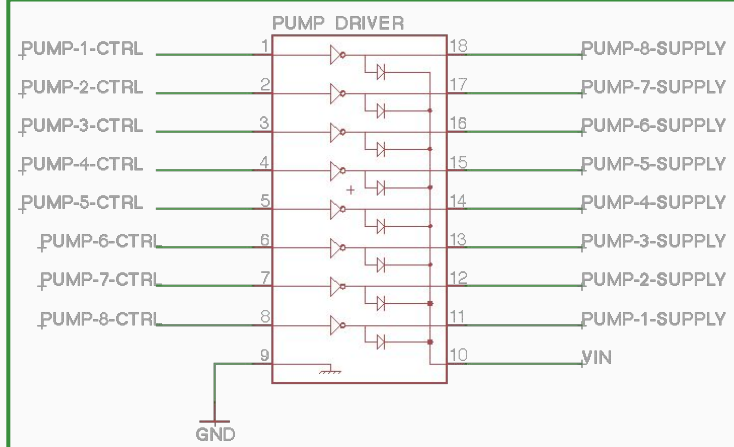 PUMP DRIVER
PUMP-1-CTRL 1 18 PUMP-8-SUPPLY
PUMP-2-CTRL 2 17 PUMP-7-SUPPLY
PUMP-3-CTRL 3 16 PUMP-6-SUPPLY
PUMP-4-CTRL 4 15 PUMP-5-SUPPLY
PUMP-5-CTRL 5 14 PUMP-4-SUPPLY
PUMP-6-CTRL 6 13 PUMP-3-SUPPLY
PUMP-7-CTRL 7 12 PUMP-2-SUPPLY
PUMP-8-CTRL 8 11 PUMP-1-SUPPLY
9 10 VIN
GND